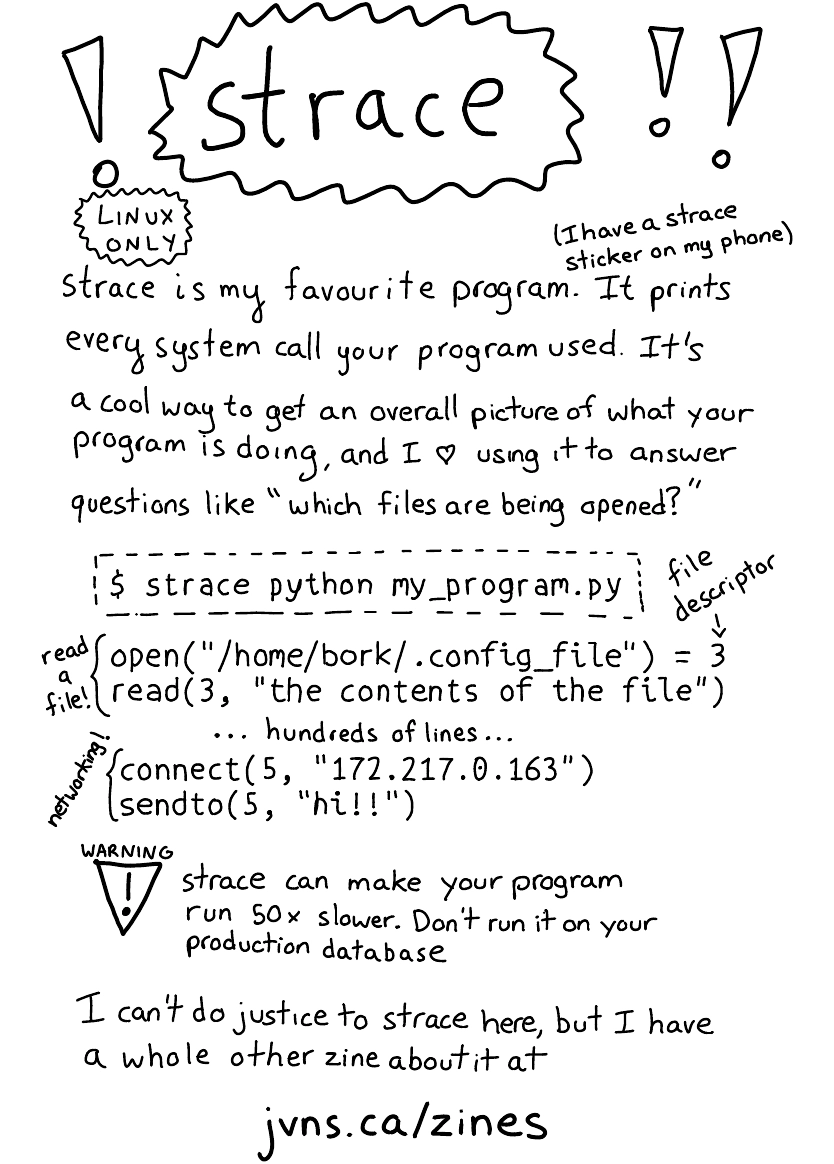 ! strace !!
LINUX
ONLY
(I have a strace
sticker on my phone)
strace is my favourite program. It prints
every system call your program used. It's
a cool way to get an overall picture of what your
program is doing, and I ♡ using it to answer
questions like "which files are being opened?"
$ strace python my_program.py
file
descriptor
read
a
file!
open("/home/bork/.config_file") = 3
read(3, "the contents of the file")
... hundreds of lines...
networking!
connect(5, "172.217.0.163")
sendto(5, "hi!!")
WARNING
!
strace can make your program
run 50x slower. Don't run it on your
production database
I can't do justice to strace here, but I have
a whole other zine about it at
jvns.ca/zines